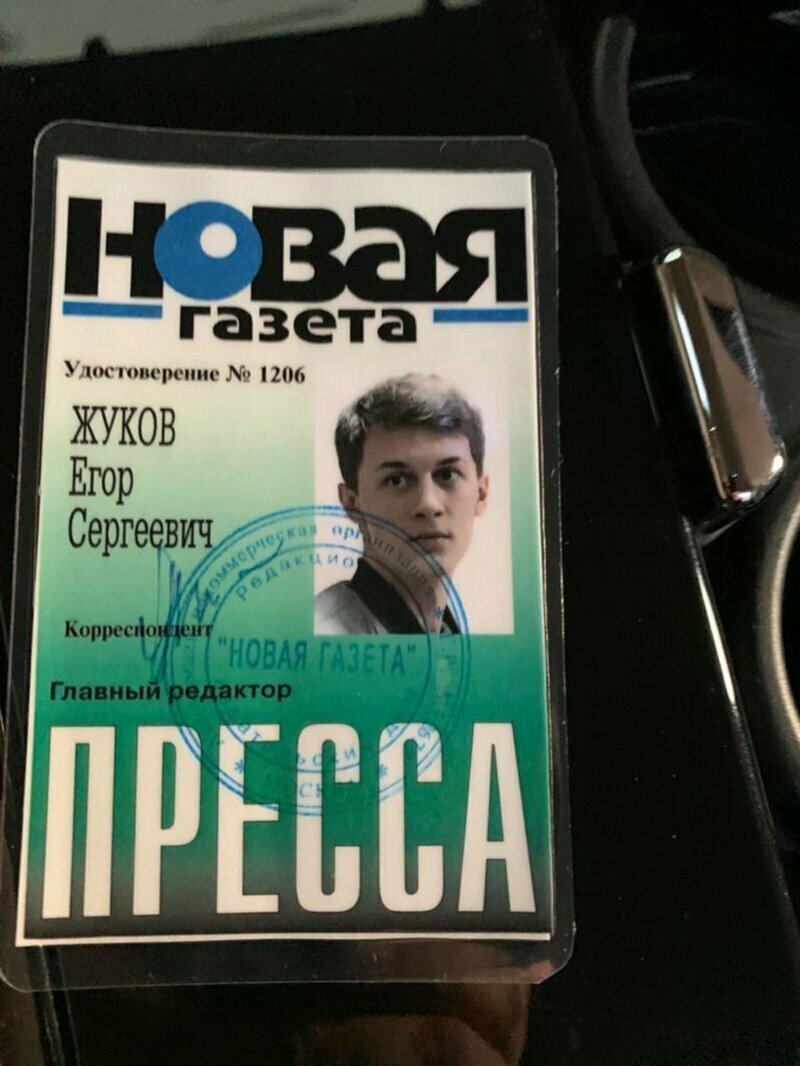 Новая
газета
Удостоверение № 1206
ЖУКОВ
Егор
Сергеевич
Корреспондент
"НОВАЯ ГАЗЕТА"
Главный редактор
ПРЕССА